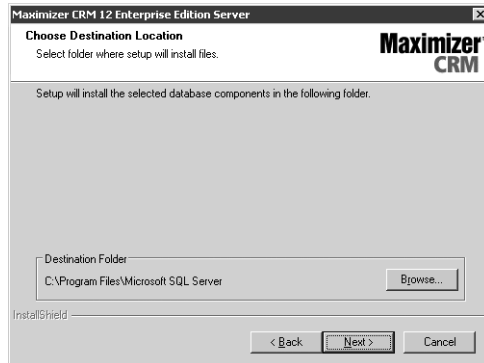 Maximizer CRM 12 Enterprise Edition Server
Choose Destination Location
Select folder where setup will install files.
Maximizer
CRM
Setup will install the selected database components in the following folder.
Destination Folder
C:\Program Files\Microsoft SQL Server
Browse...
InstallShield
< Back
Next >
Cancel